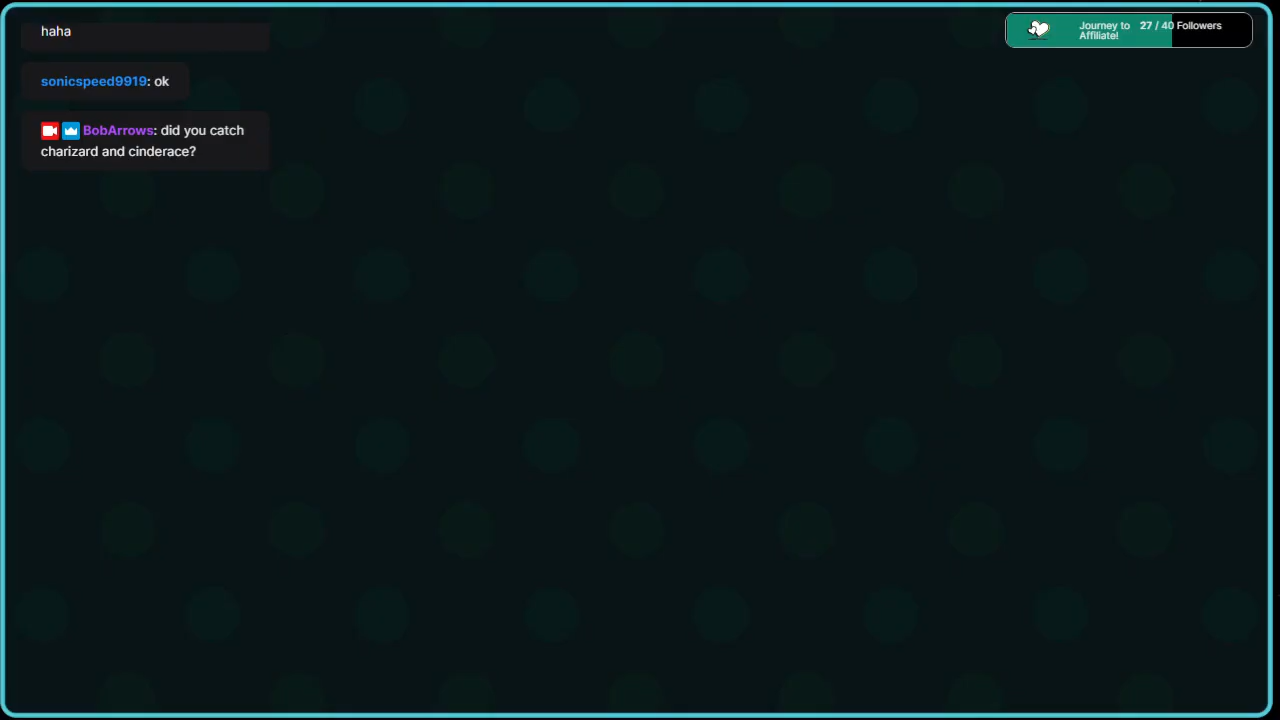 haha
sonicspeed9919: ok
BobArrows: did you catch
charizard and cinderace?
Journey to
Affiliate!
27 / 40 Followers